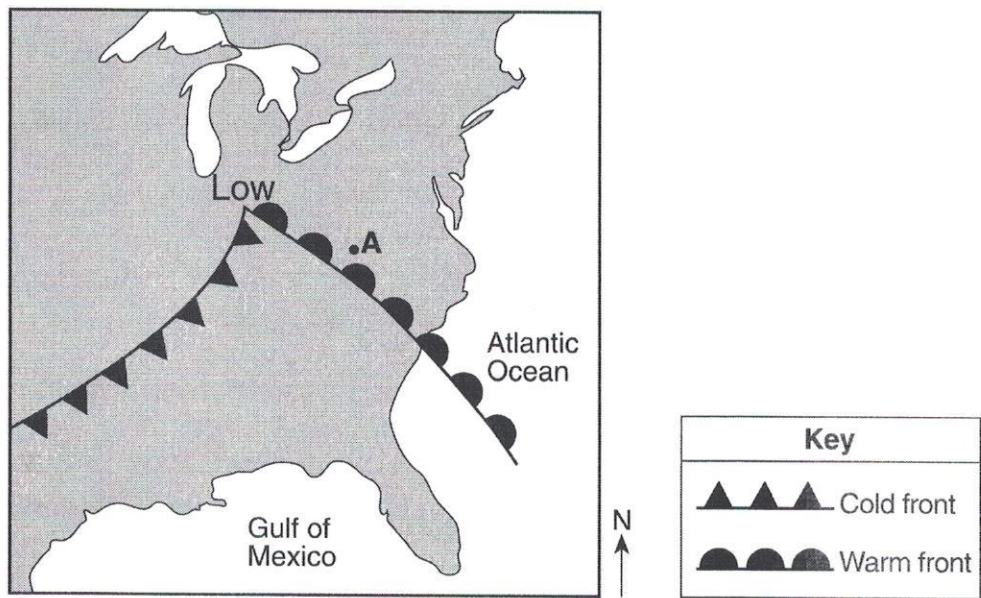 Low
A
Atlantic
Ocean
Gulf of
Mexico
N
Key
Cold front
Warm front